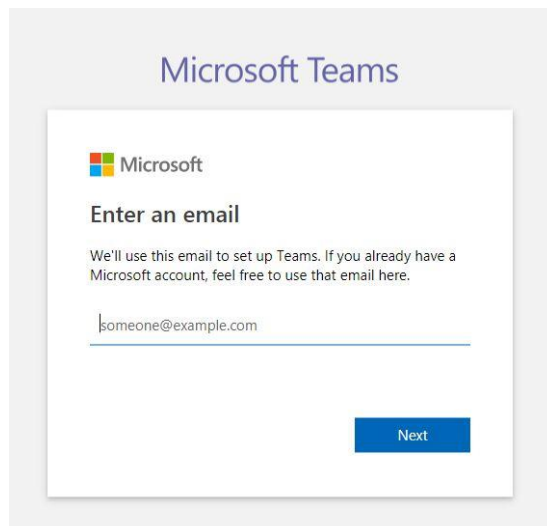 Microsoft Teams
Microsoft
Enter an email
We'll use this email to set up Teams. If you already have a
Microsoft account, feel free to use that email here.
someone@example.com
Next